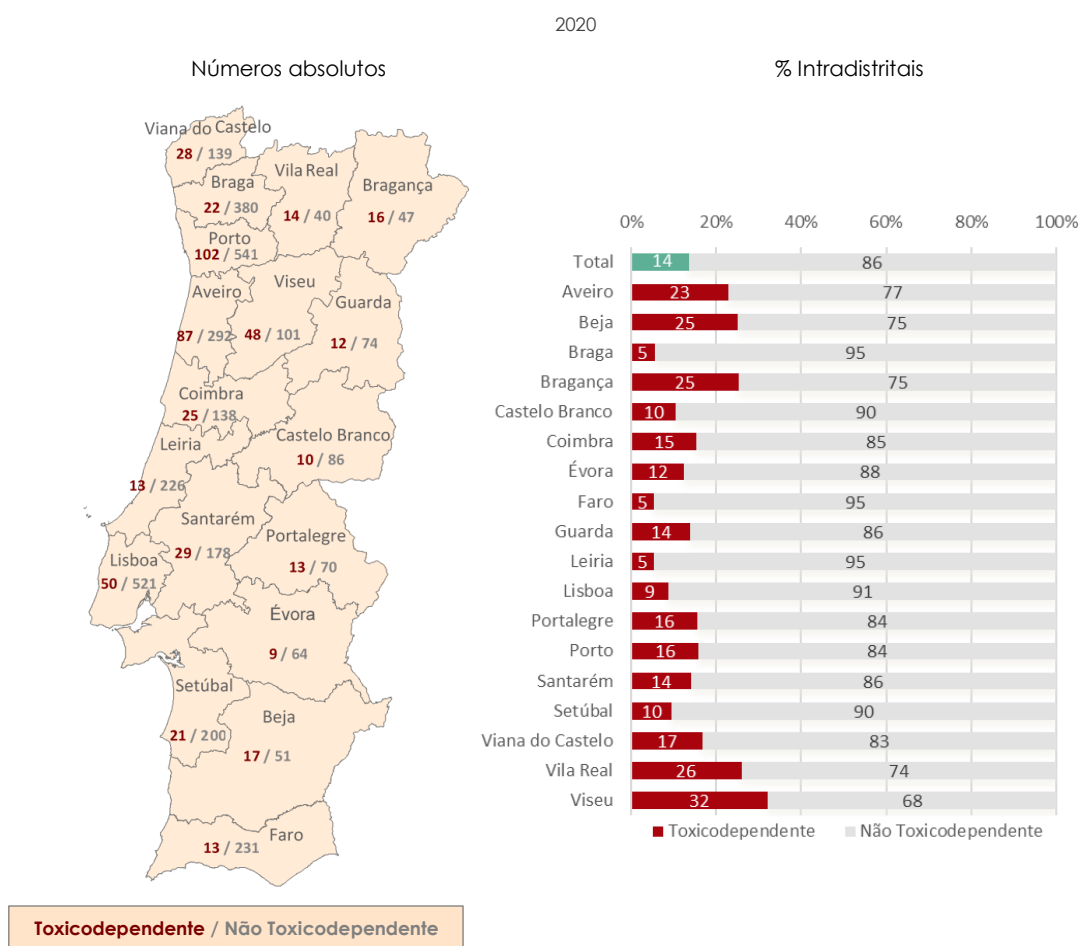 2020
Números absolutos
% Intradistritais
Viana do Castelo
28 / 139
Braga
22 / 380
Vila Real
14 / 40
Bragança
16 / 47
Porto
102 / 541
Aveiro
87 / 292
Viseu
48 / 101
Guarda
12 / 74
Coimbra
25 / 138
Castelo Branco
10 / 86
Leiria
13 / 226
Santarém
29 / 178
Portalegre
13 / 70
Lisboa
50 / 521
Évora
9 / 64
Setúbal
21 / 200
Beja
17 / 51
Faro
13 / 231
Toxicodependente / Não Toxicodependente
0% 20% 40% 60% 80% 100%
Total 14 86
Aveiro 23 77
Beja 25 75
Braga 5 95
Bragança 25 75
Castelo Branco 10 90
Coimbra 15 85
Évora 12 88
Faro 5 95
Guarda 14 86
Leiria 5 95
Lisboa 9 91
Portalegre 16 84
Porto 16 84
Santarém 14 86
Setúbal 10 90
Viana do Castelo 17 83
Vila Real 26 74
Viseu 32 68
Toxicodependente Não Toxicodependente